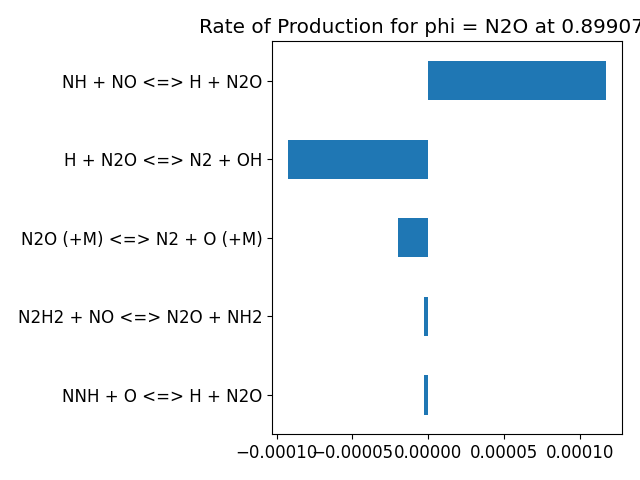 Rate of Production for phi = N2O at 0.89907
NH + NO <=> H + N2O
H + N2O <=> N2 + OH
N2O (+M) <=> N2 + O (+M)
N2H2 + NO <=> N2O + NH2
NNH + O <=> H + N2O
−0.00010 −0.00005 0.00000 0.00005 0.00010